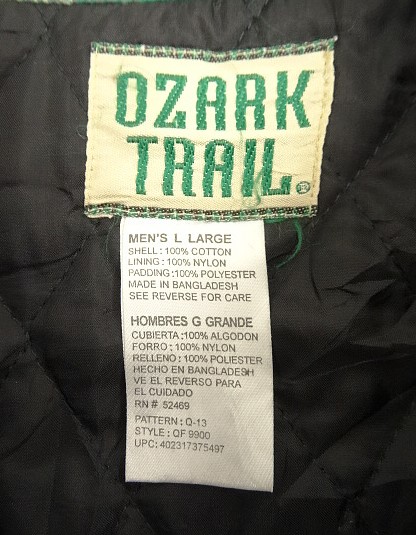 OZARK
TRAIL®
MEN'S L LARGE
SHELL: 100% COTTON
LINING: 100% NYLON
PADDING:100% POLYESTER
MADE IN BANGLADESH
SEE REVERSE FOR CARE
HOMBRES G GRANDE
CUBIERTA:100% ALGODON
FORRO: 100% NYLON
RELLENO: 100% POLIESTER
HECHO EN BANGLADESH
VE EL REVERSO PARA
EL CUIDADO
RN # 52469
PATTERN: Q-13
STYLE: QF 9900
UPC: 402317375497